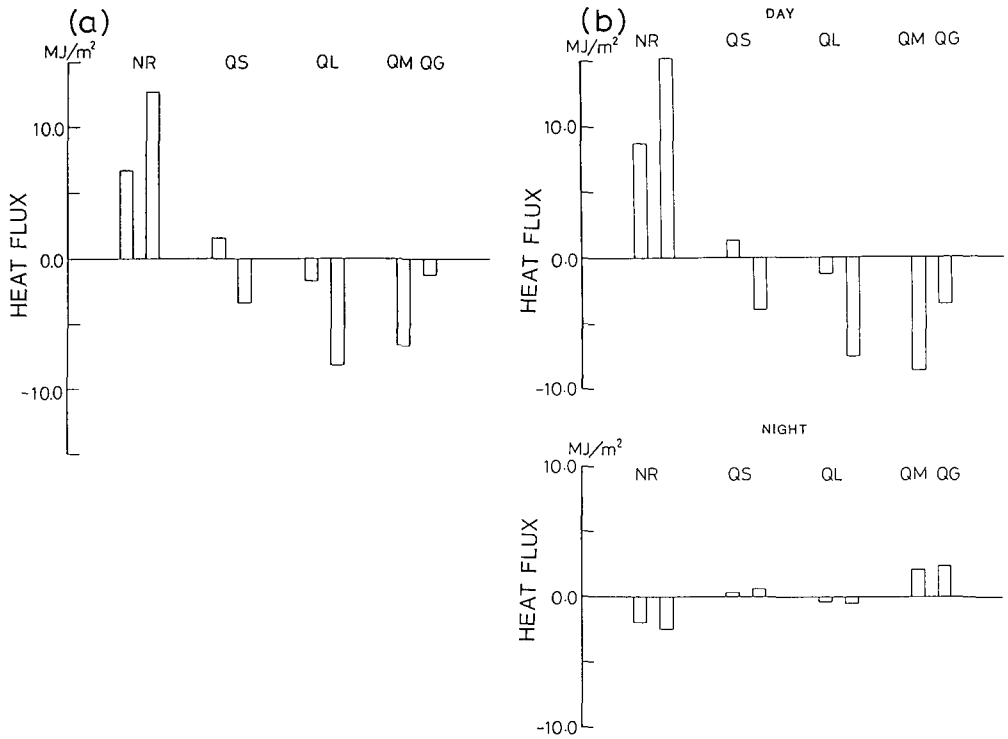 (a)
MJ/m²
NR QS QL QM QG
10.0
0.0
-10.0
HEAT FLUX
(b)
DAY
MJ/m²
NR QS QL QM QG
10.0
0.0
-10.0
HEAT FLUX
NIGHT
MJ/m²
10.0
NR QS QL QM QG
0.0
-10.0
HEAT FLUX